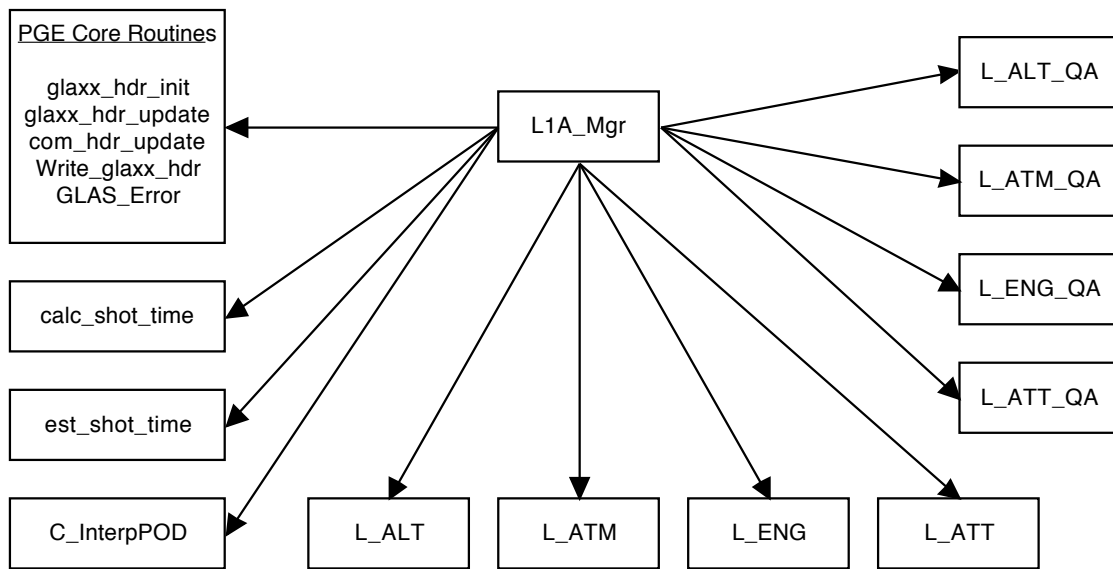 PGE Core Routines
glaxx_hdr_init
glaxx_hdr_update
com_hdr_update
Write_glaxx_hdr
GLAS_Error
L1A_Mgr
L_ALT_QA
L_ATM_QA
L_ENG_QA
L_ATT_QA
calc_shot_time
est_shot_time
C_InterpPOD
L_ALT
L_ATM
L_ENG
L_ATT